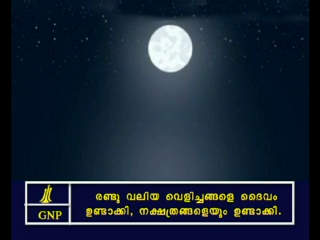 രണ്ടു വലിയ വെളിച്ചങ്ങളെ ദൈവം
ഉണ്ടാക്കി, നക്ഷത്രങ്ങളെയും ഉണ്ടാക്കി.
GNP